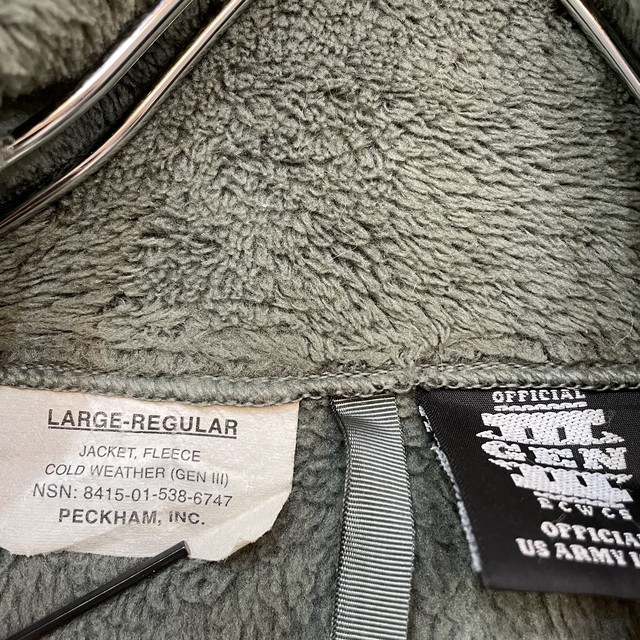 LARGE-REGULAR
JACKET, FLEECE
COLD WEATHER (GEN III)
NSN: 8415-01-538-6747
PECKHAM, INC.
OFFICIAL
GEN
III
ECWCS
OFFICIAL
US ARMY